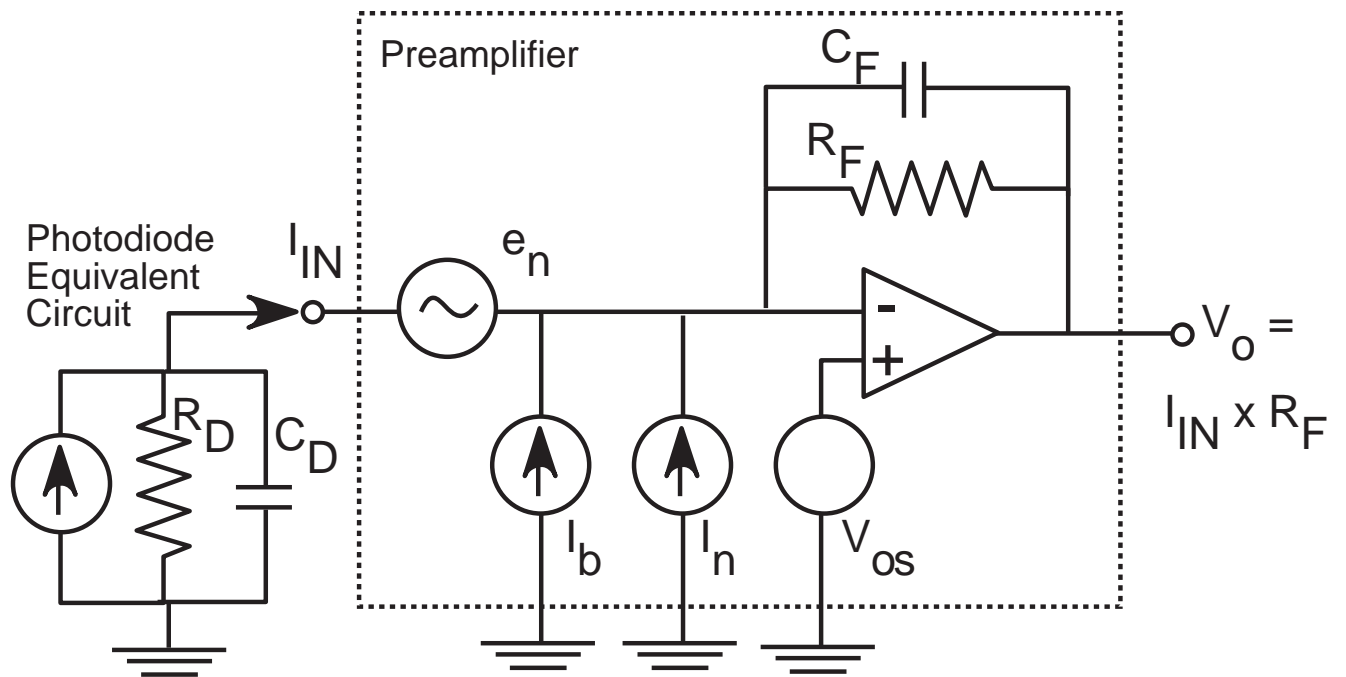 Preamplifier
C_F
R_F
Photodiode
Equivalent
Circuit
I_IN
e_n
-
+
V_o =
I_IN x R_F
R_D
C_D
I_b
I_n
V_os